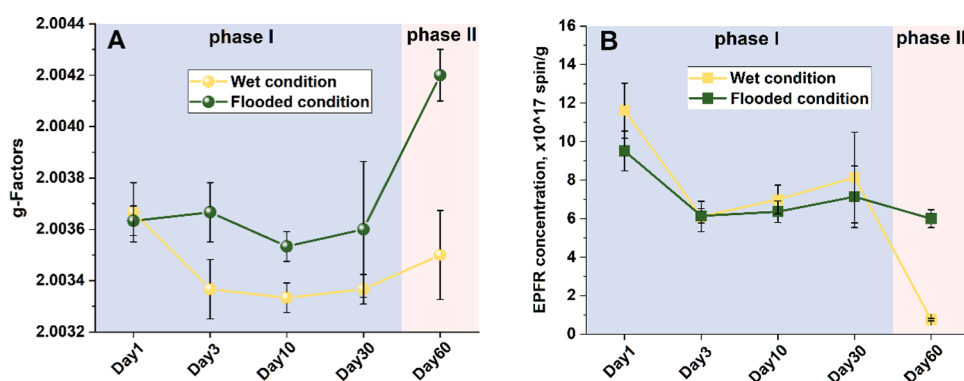 A
phase I
phase II
Wet condition
Flooded condition
g-Factors
2.0044
2.0042
2.0040
2.0038
2.0036
2.0034
2.0032
Day1
Day3
Day10
Day30
Day60
B
phase I
phase II
Wet condition
Flooded condition
EPFR concentration, x10^17 spin/g
16
14
12
10
8
6
4
2
0
Day1
Day3
Day10
Day30
Day60